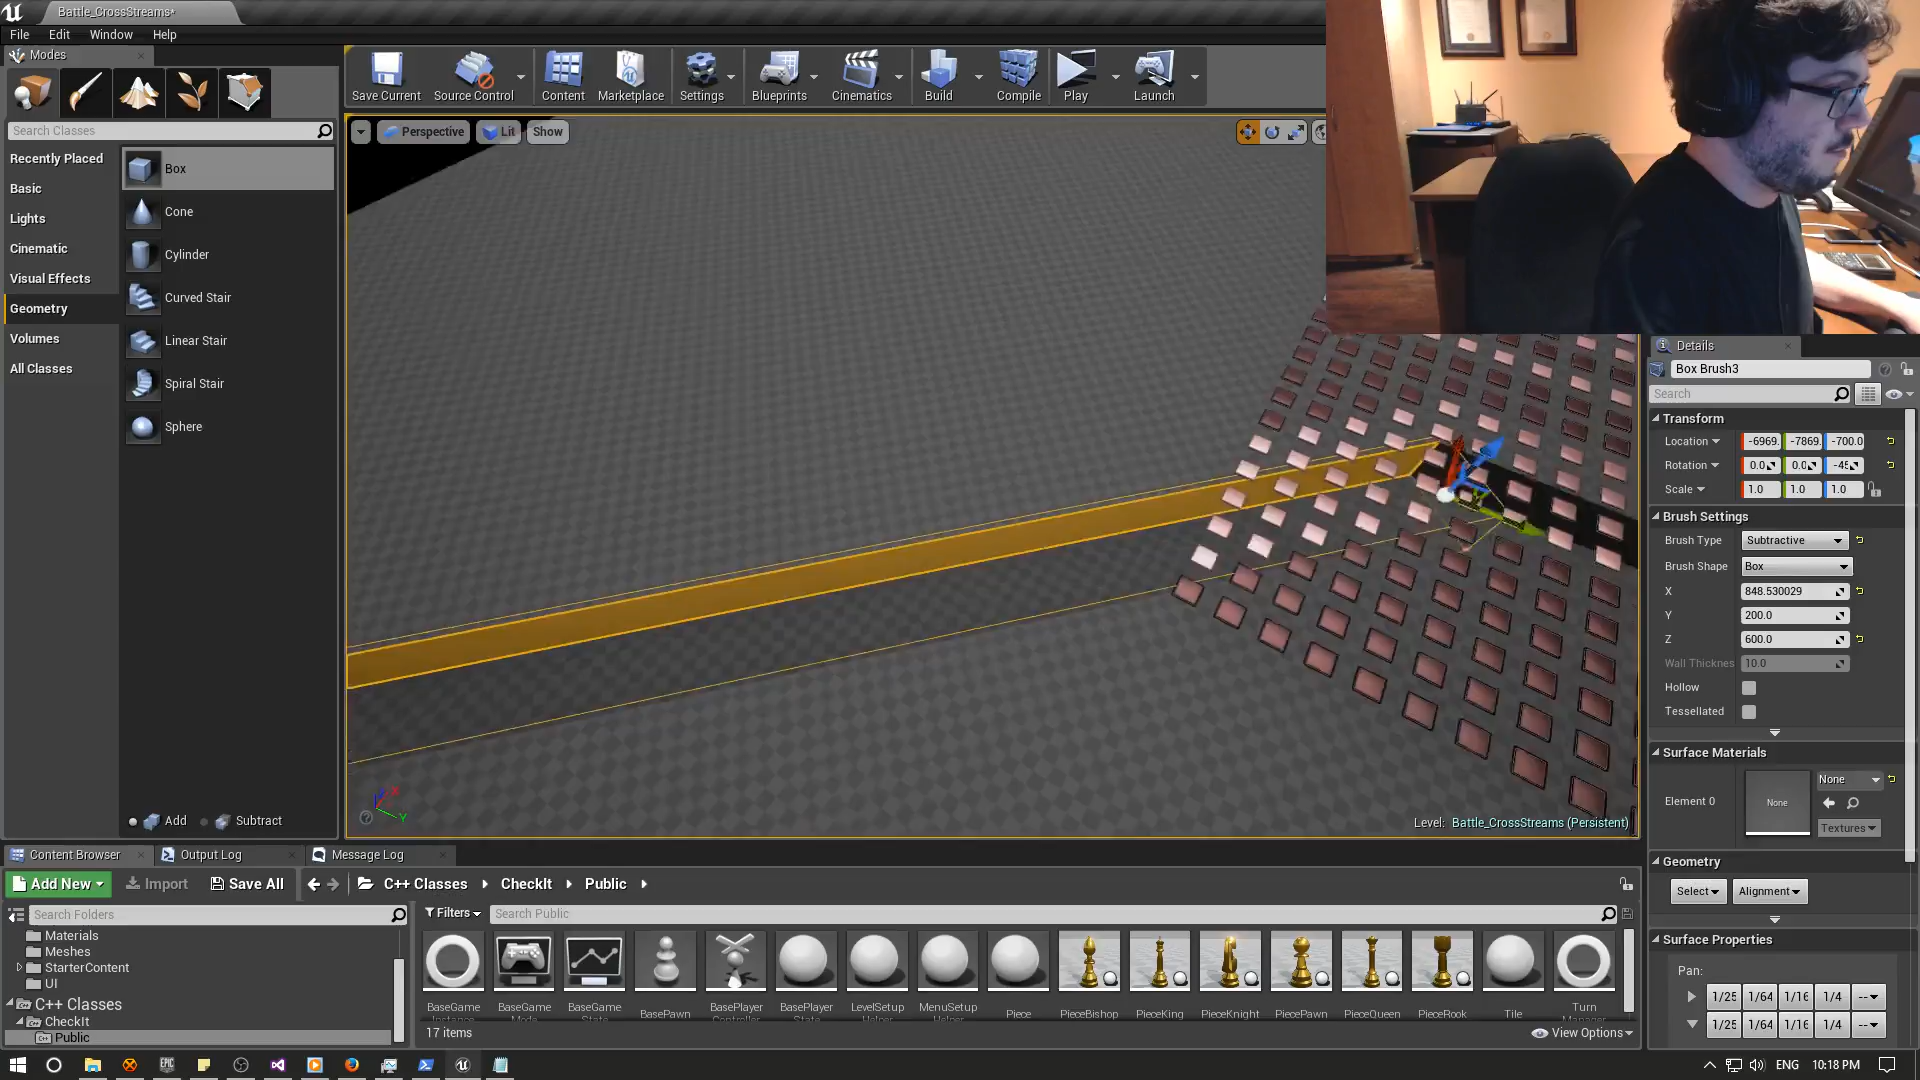 Battle_CrossStreams*
File Edit Window Help
Modes
Save Current Source Control Content Marketplace Settings Blueprints Cinematics Build Compile Play Launch
Search Classes
Perspective Lit Show
Recently Placed
Basic
Lights
Cinematic
Visual Effects
Geometry
Volumes
All Classes
Box
Cone
Cylinder
Curved Stair
Linear Stair
Spiral Stair
Sphere
Add Subtract
X
Y
Level: Battle_CrossStreams (Persistent)
Details
Box Brush3
Search
Transform
Location -6969. -7869. -700.0
Rotation 0.0 0.0 -45
Scale 1.0 1.0 1.0
Brush Settings
Brush Type Subtractive
Brush Shape Box
X 848.530029
Y 200.0
Z 600.0
Wall Thicknes 10.0
Hollow
Tessellated
Surface Materials
Element 0 None None
Textures
Geometry
Select Alignment
Surface Properties
Pan:
1/25 1/64 1/16 1/4 --
1/25 1/64 1/16 1/4 --
Content Browser Output Log Message Log
Add New Import Save All C++ Classes CheckIt Public
Search Folders
Filters Search Public
Materials
Meshes
StarterContent
UI
C++ Classes
CheckIt
Public
BaseGame BaseGame BaseGame BasePawn BasePlayer BasePlayer LevelSetup MenuSetup Piece PieceBishop PieceKing PieceKnight PiecePawn PieceQueen PieceRook Tile Turn
17 items
View Options
EPIC
ENG 10:18 PM